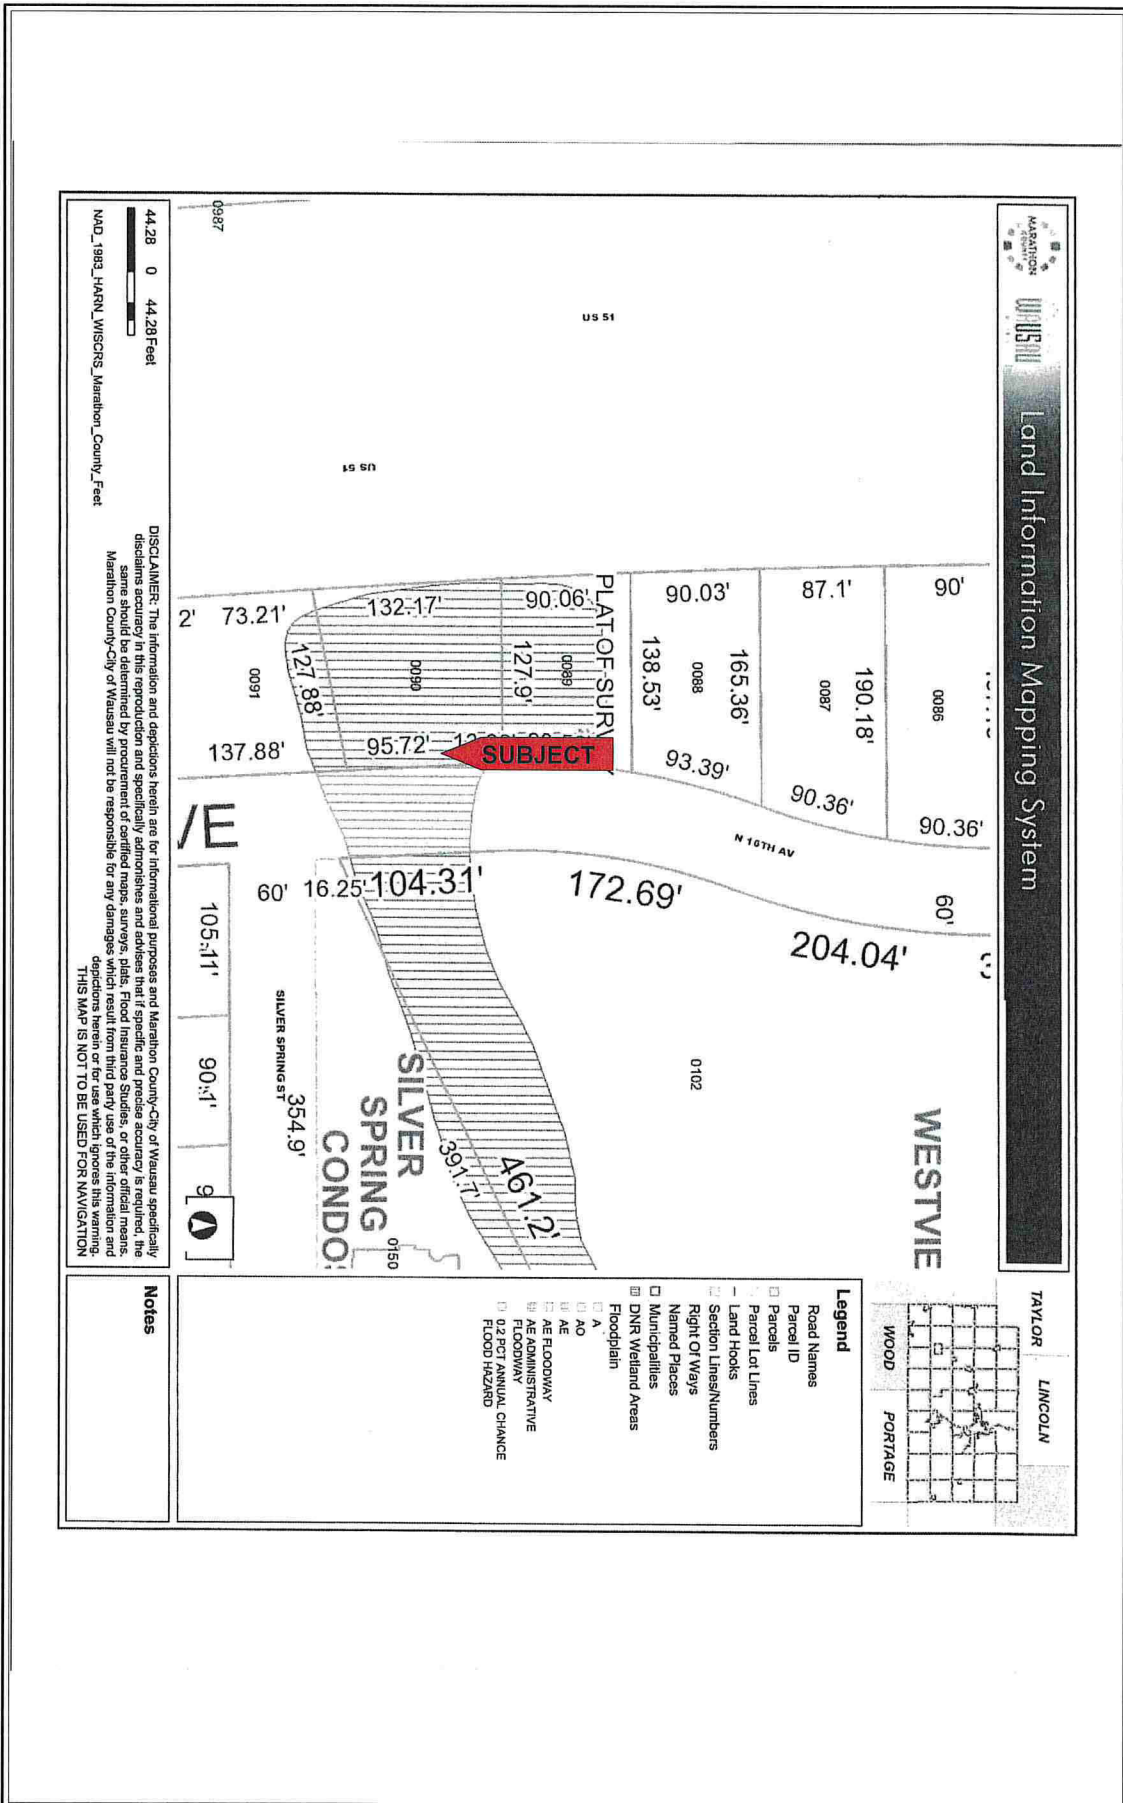 MARATHON
COUNTY
WAUSAU
Land Information Mapping System
90'
0086
190.18'
90.36'
87.1'
0087
165.36'
90.36'
90.03'
0088
138.53'
93.39'
PLAT-OF-SURV
90.06'
0089
127.9'
SUBJECT
132.17'
0090
95.72'
127.88'
73.21'
2'
0091
137.88'
US 51
US 51
0987
N 10TH AV
60'
204.04'
172.69'
104.31'
16.25'
60'
WESTVIE
0102
461.2'
391.7'
SILVER
SPRING
CONDO
0150
SILVER SPRING ST
354.9'
VE
105.11'
90.1'
9
TAYLOR
LINCOLN
WOOD
PORTAGE
Legend
Road Names
Parcel ID
Parcels
Parcel Lot Lines
Land Hooks
Section Lines/Numbers
Right Of Ways
Named Places
Municipalities
DNR Wetland Areas
Floodplain
A
AO
AE
AE FLOODWAY
AE ADMINISTRATIVE
FLOODWAY
0.2 PCT ANNUAL CHANCE
FLOOD HAZARD
44.28 0 44.28 Feet
NAD_1983_HARN_WISCRS_Marathon_County_Feet
DISCLAIMER: The information and depictions herein are for informational purposes and Marathon County-City of Wausau specifically
disclaims accuracy in this reproduction and specifically admonishes and advises that if specific and precise accuracy is required, the
same should be determined by procurement of certified maps, surveys, plats, Flood Insurance Studies, or other official means.
Marathon County-City of Wausau will not be responsible for any damages which result from third party use of the information and
depictions herein or for use which ignores this warning.
THIS MAP IS NOT TO BE USED FOR NAVIGATION
Notes